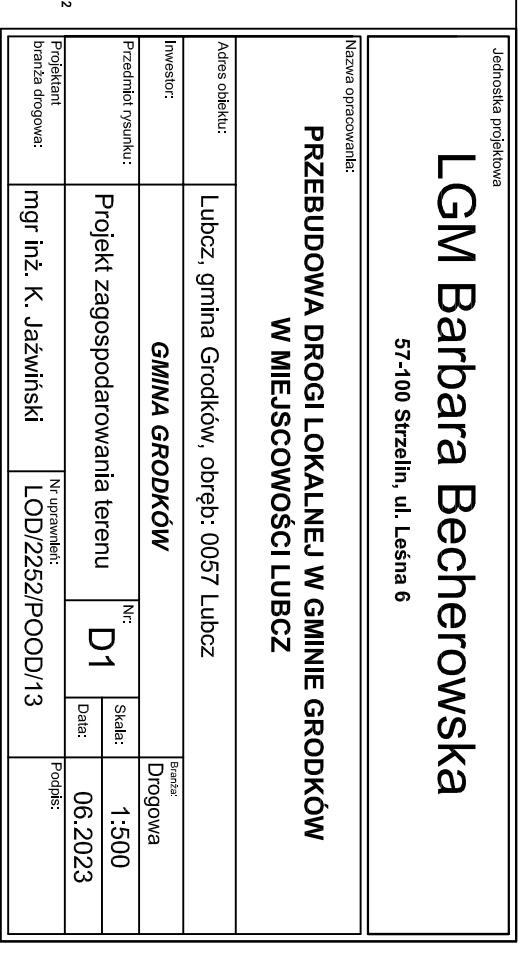 Jednostka projektowa
LGM Barbara Becherowska
57-100 Strzelin, ul. Leśna 6
Nazwa opracowania:
PRZEBUDOWA DROGI LOKALNEJ W GMINIE GRODKÓW
W MIEJSCOWOŚCI LUBCZ
Adres obiektu:
Lubcz, gmina Grodków, obręb: 0057 Lubcz
Inwestor:
GMINA GRODKÓW
Branża:
Drogowa
Przedmiot rysunku:
Projekt zagospodarowania terenu
Nr:
D1
Skala:
1:500
Data:
06.2023
Projektant
branża drogowa:
mgr inż. K. Jaźwiński
Nr uprawnień:
LOD/2252/POOD/13
Podpis:
2